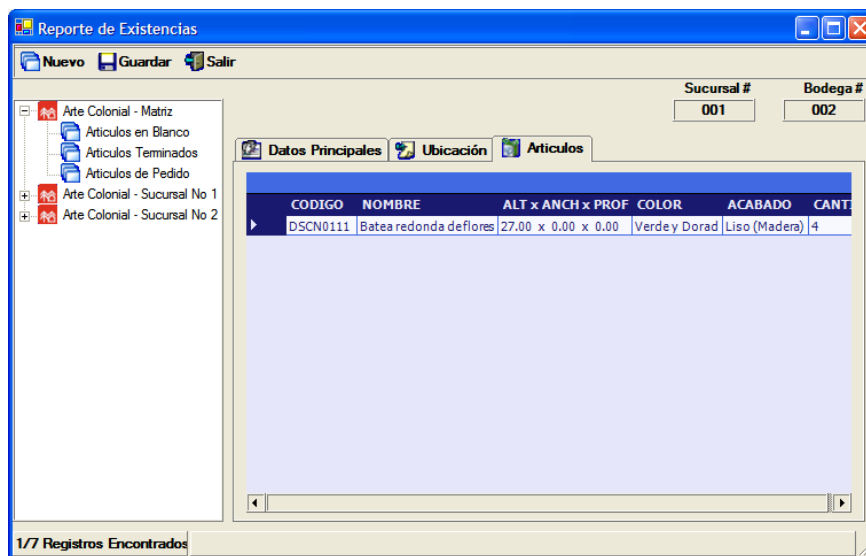 Reporte de Existencias
Nuevo Guardar Salir
Sucursal # Bodega #
001 002
Arte Colonial - Matriz
Articulos en Blanco
Articulos Terminados
Articulos de Pedido
Arte Colonial - Sucursal No 1
Arte Colonial - Sucursal No 2
Datos Principales Ubicación Articulos
CODIGO NOMBRE ALT x ANCH x PROF COLOR ACABADO CANTI
DSCN0111 Batea redonda de flores 27.00 x 0.00 x 0.00 Verde y Dorad Liso (Madera) 4
1/7 Registros Encontrados